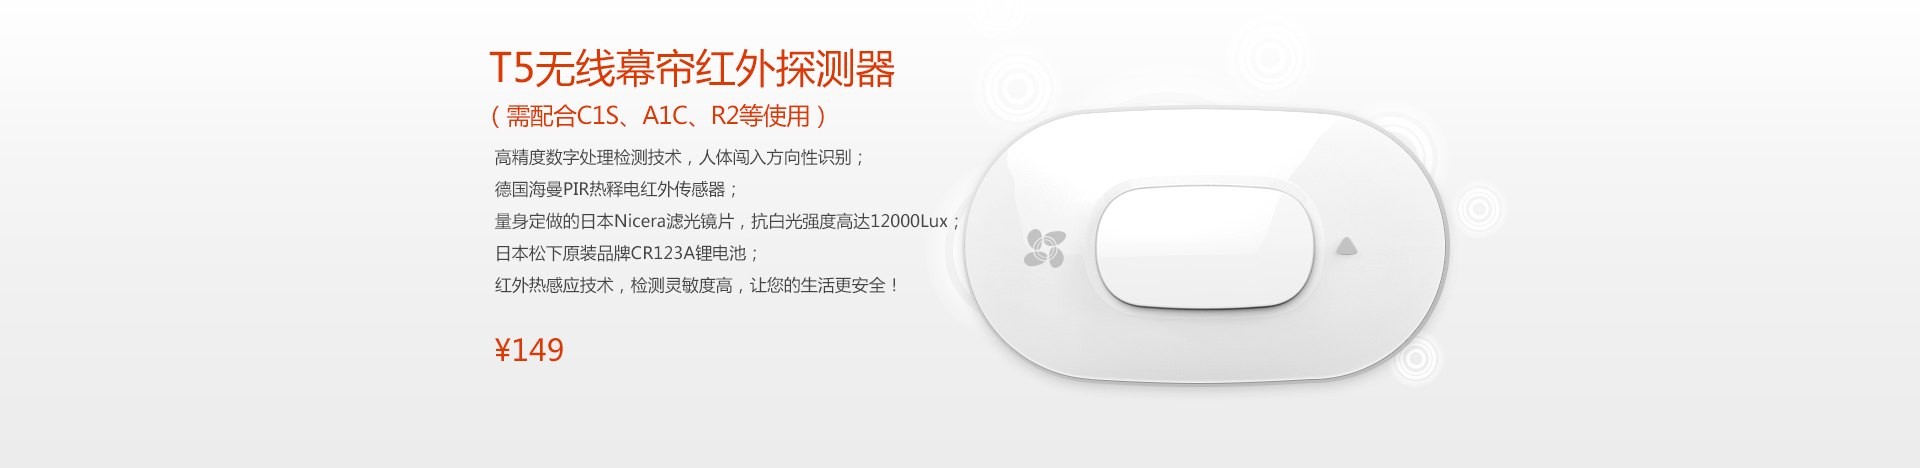 T5无线幕帘红外探测器
（需配合C1S、A1C、R2等使用）
高精度数字处理检测技术，人体闯入方向性识别；
德国海曼PIR热释电红外传感器；
量身定做的日本Nicera滤光镜片，抗白光强度高达12000Lux；
日本松下原装品牌CR123A锂电池；
红外热感应技术，检测灵敏度高，让您的生活更安全！
¥149